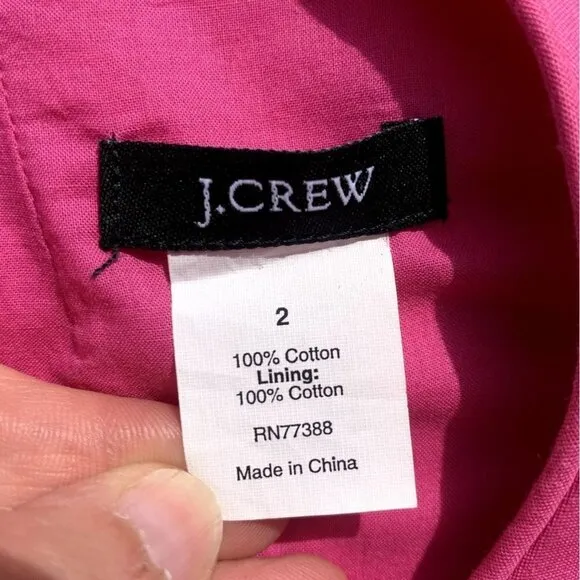 J.CREW
2
100% Cotton
Lining:
100% Cotton
RN77388
Made in China